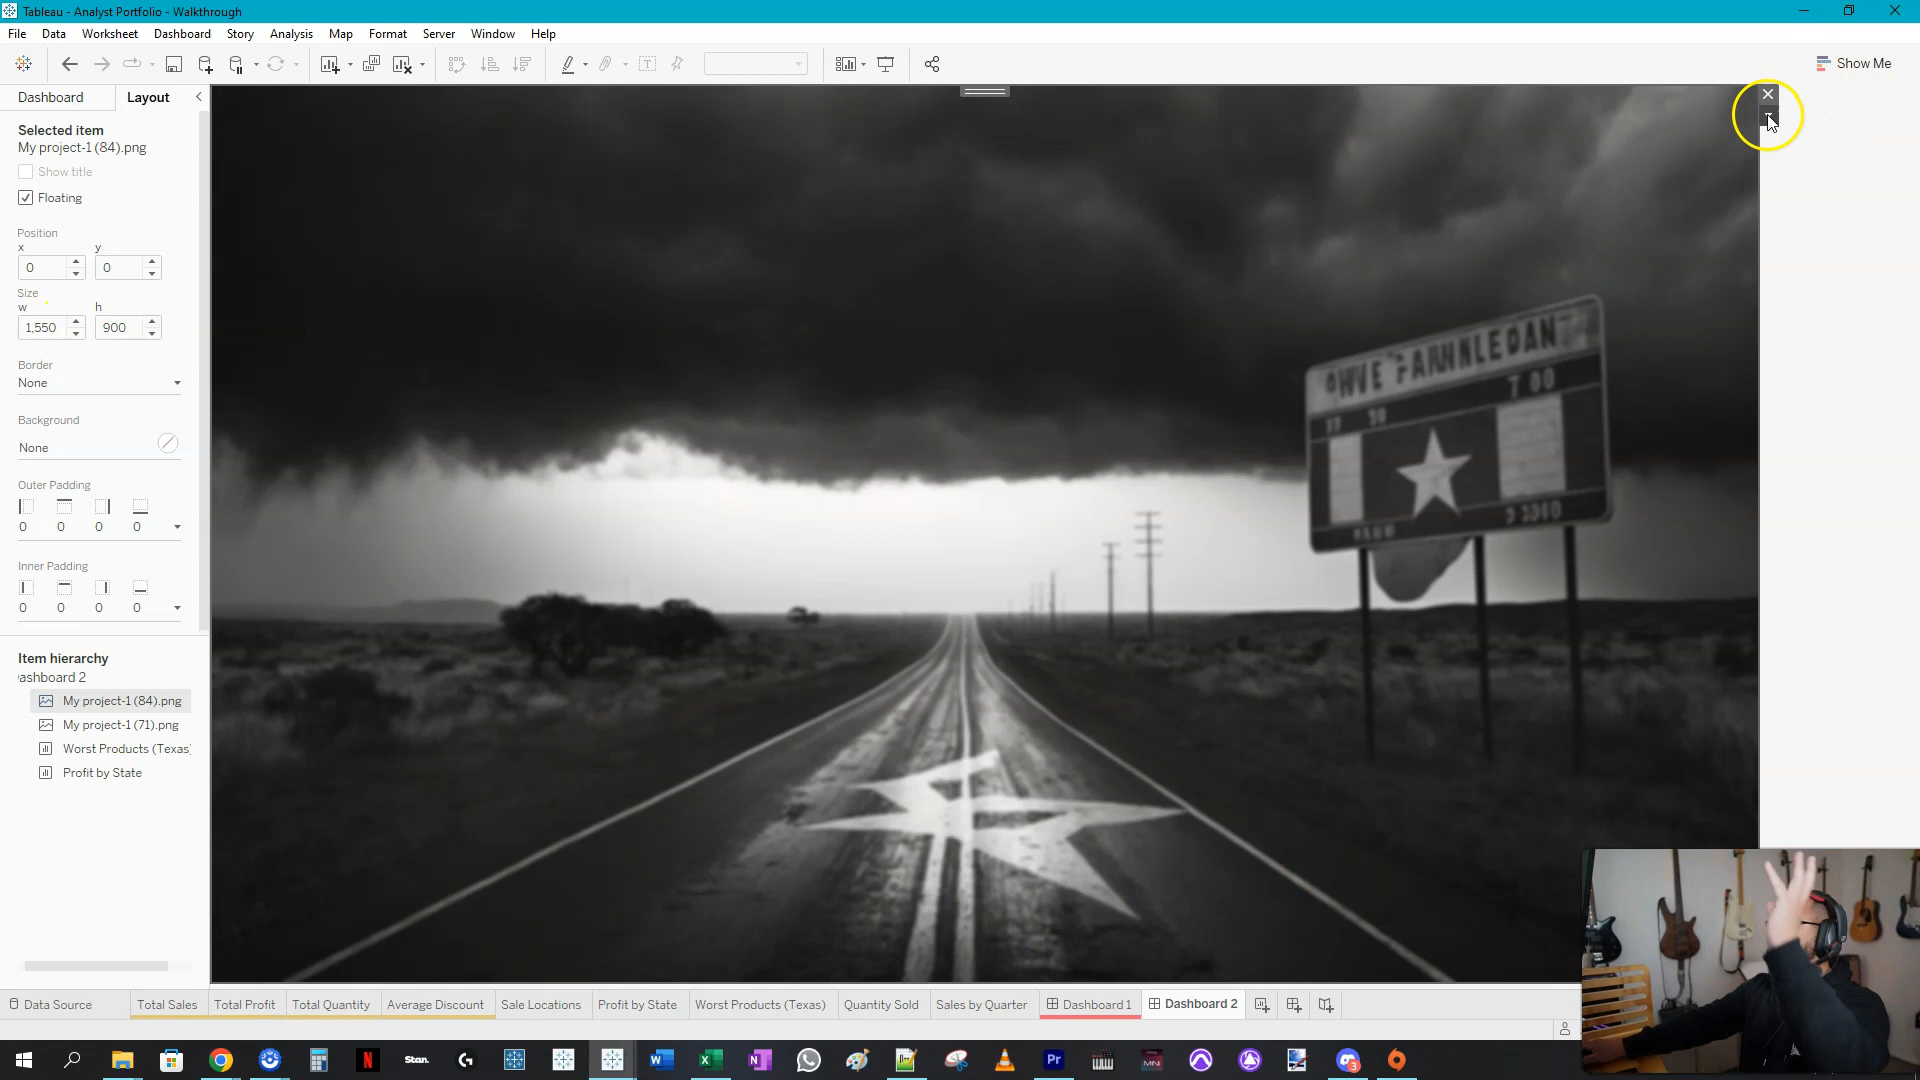 Tableau - Analyst Portfolio - Walkthrough
File Data Worksheet Dashboard Story Analysis Map Format Server Window Help
Show Me
Dashboard Layout
Selected item
My project-1 (84).png
Show title
Floating
Position
x y
0 0
Size
w h
1,550 900
Border
None
Background
None
Outer Padding
0 0 0 0
Inner Padding
0 0 0 0
Item hierarchy
ashboard 2
My project-1 (84).png
My project-1 (71).png
Worst Products (Texas)
Profit by State
T 00
Data Source Total Sales Total Profit Total Quantity Average Discount Sale Locations Profit by State Worst Products (Texas) Quantity Sold Sales by Quarter Dashboard 1 Dashboard 2
N Stan. W X N Pr MN 3